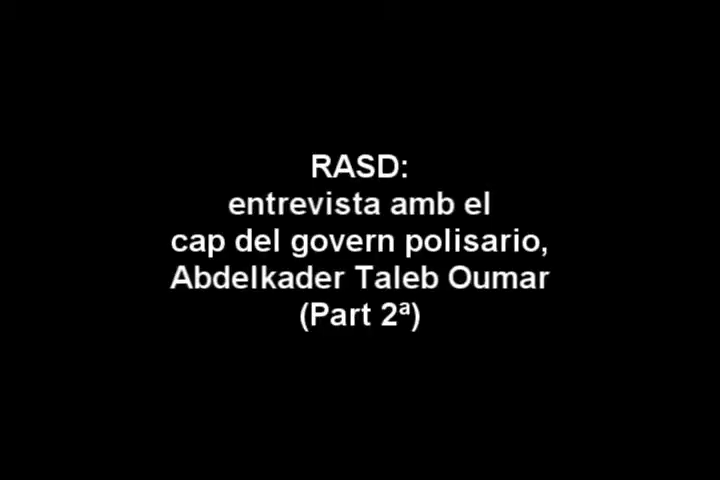 RASD:
entrevista amb el
cap del govern polisario,
Abdelkader Taleb Oumar
(Part 2ª)